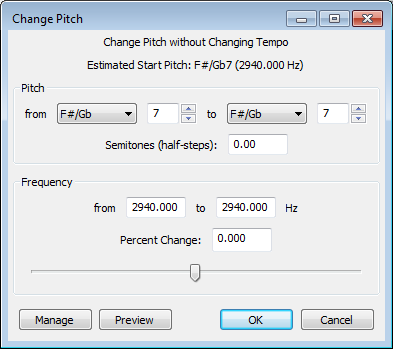 Change Pitch
Change Pitch without Changing Tempo
Estimated Start Pitch: F#/Gb7 (2940.000 Hz)
Pitch
from F#/Gb 7 to F#/Gb 7
Semitones (half-steps): 0.00
Frequency
from 2940.000 to 2940.000 Hz
Percent Change: 0.000
Manage Preview OK Cancel